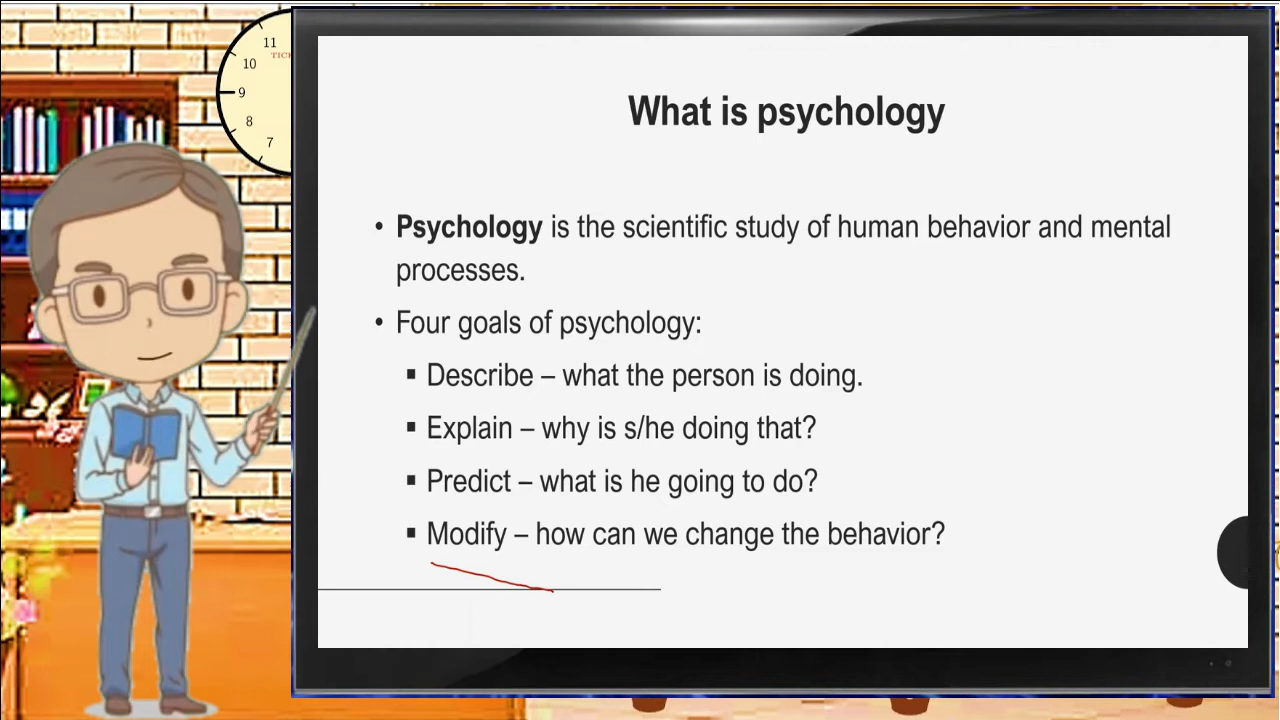 11
TICK
10
9
8
7
What is psychology
• Psychology is the scientific study of human behavior and mental
processes.
• Four goals of psychology:
▪ Describe – what the person is doing.
▪ Explain – why is s/he doing that?
▪ Predict – what is he going to do?
▪ Modify – how can we change the behavior?